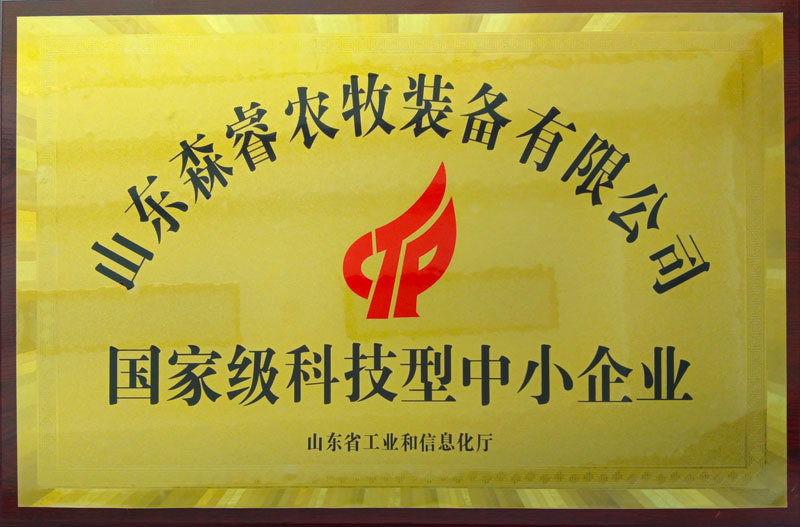 山东森睿农牧装备有限公司
CTP
国家级科技型中小企业
山东省工业和信息化厅